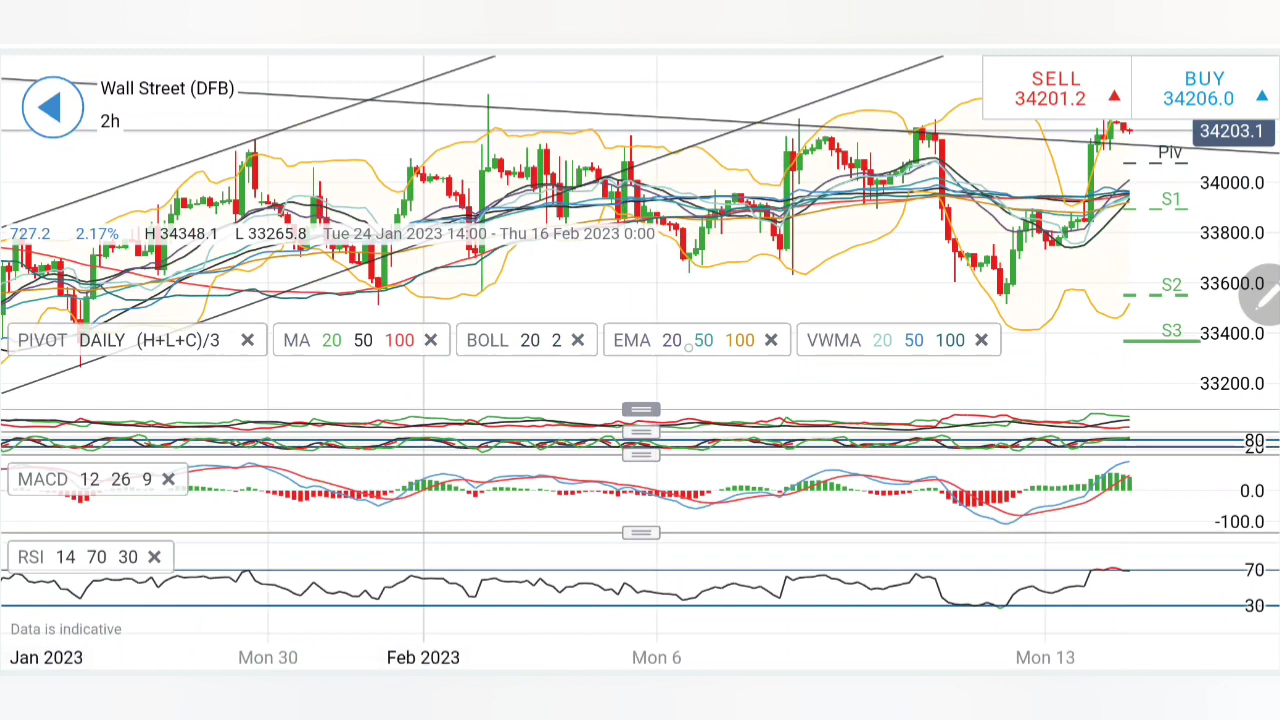 Wall Street (DFB)
2h
SELL
34201.2
BUY
34206.0
34203.1
Piv
34000.0
S1
33800.0
727.2 2.17% H 34348.1 L 33265.8 Tue 24 Jan 2023 14:00 - Thu 16 Feb 2023 0:00
S2
33600.0
S3
33400.0
PIVOT DAILY (H+L+C)/3
MA 20 50 100
BOLL 20 2
EMA 20 50 100
VWMA 20 50 100
33200.0
80
20
MACD 12 26 9
0.0
-100.0
RSI 14 70 30
70
30
Data is indicative
Jan 2023 Mon 30 Feb 2023 Mon 6 Mon 13